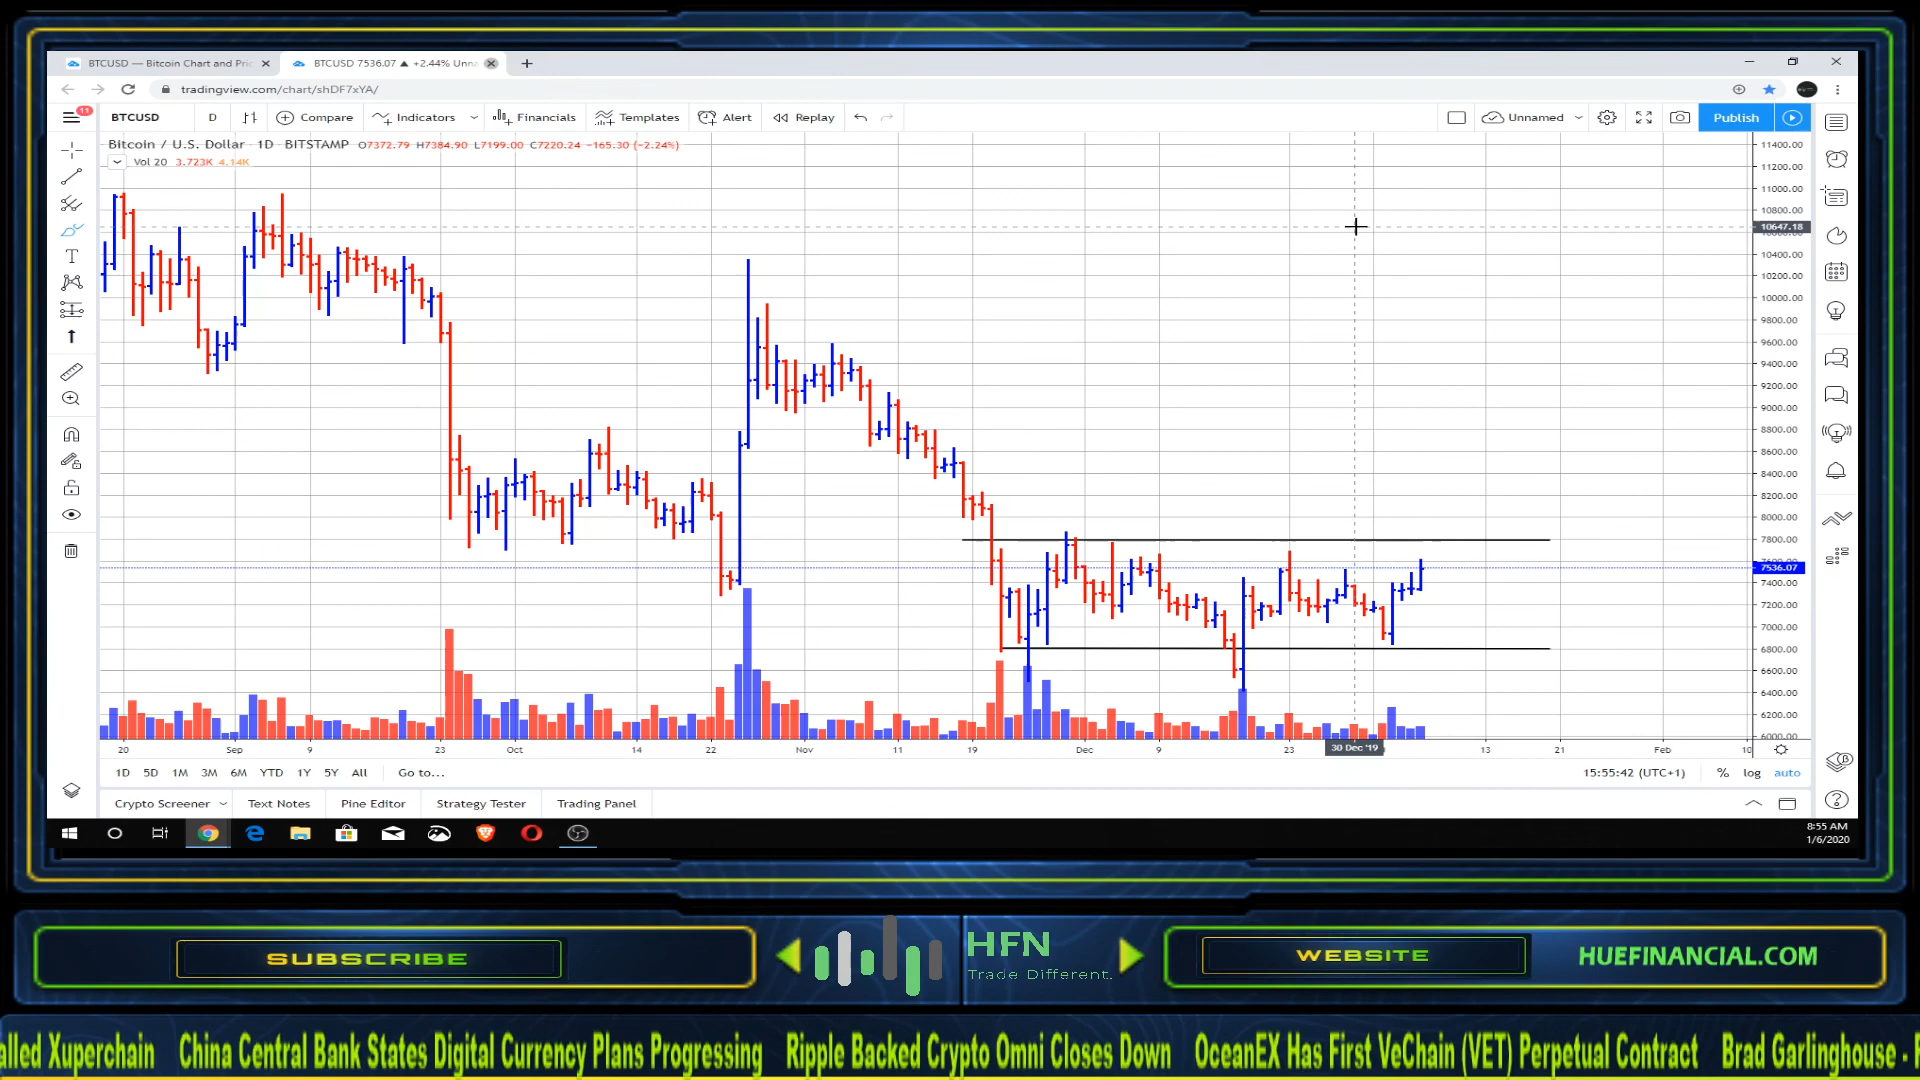 BTCUSD — Bitcoin Chart and Pric
BTCUSD 7536.07 ▲ +2.44% Unna
tradingview.com/chart/shDF7xYA/
11
BTCUSD D Compare Indicators Financials Templates Alert Replay Unnamed Publish
Bitcoin / U.S. Dollar · 1D · BITSTAMP O7372.79 H7384.90 L7199.00 C7220.24 −165.30 (−2.24%)
Vol 20 3.723K 4.14K
11400.00
11200.00
11000.00
10800.00
10647.18
10400.00
10200.00
10000.00
9800.00
9600.00
9400.00
9200.00
9000.00
8800.00
8600.00
8400.00
8200.00
8000.00
7800.00
7536.07
7400.00
7200.00
7000.00
6800.00
6600.00
6400.00
6200.00
6000.00
20 Sep 9 23 Oct 14 22 Nov 11 19 Dec 9 23 30 Dec '19 13 21 Feb 10
1D 5D 1M 3M 6M YTD 1Y 5Y All Go to... 15:55:42 (UTC+1) % log auto
Crypto Screener Text Notes Pine Editor Strategy Tester Trading Panel
8:55 AM
1/6/2020
SUBSCRIBE
HFN
Trade Different.
WEBSITE
HUEFINANCIAL.COM
alled Xuperchain China Central Bank States Digital Currency Plans Progressing Ripple Backed Crypto Omni Closes Down OceanEX Has First VeChain (VET) Perpetual Contract Brad Garlinghouse -